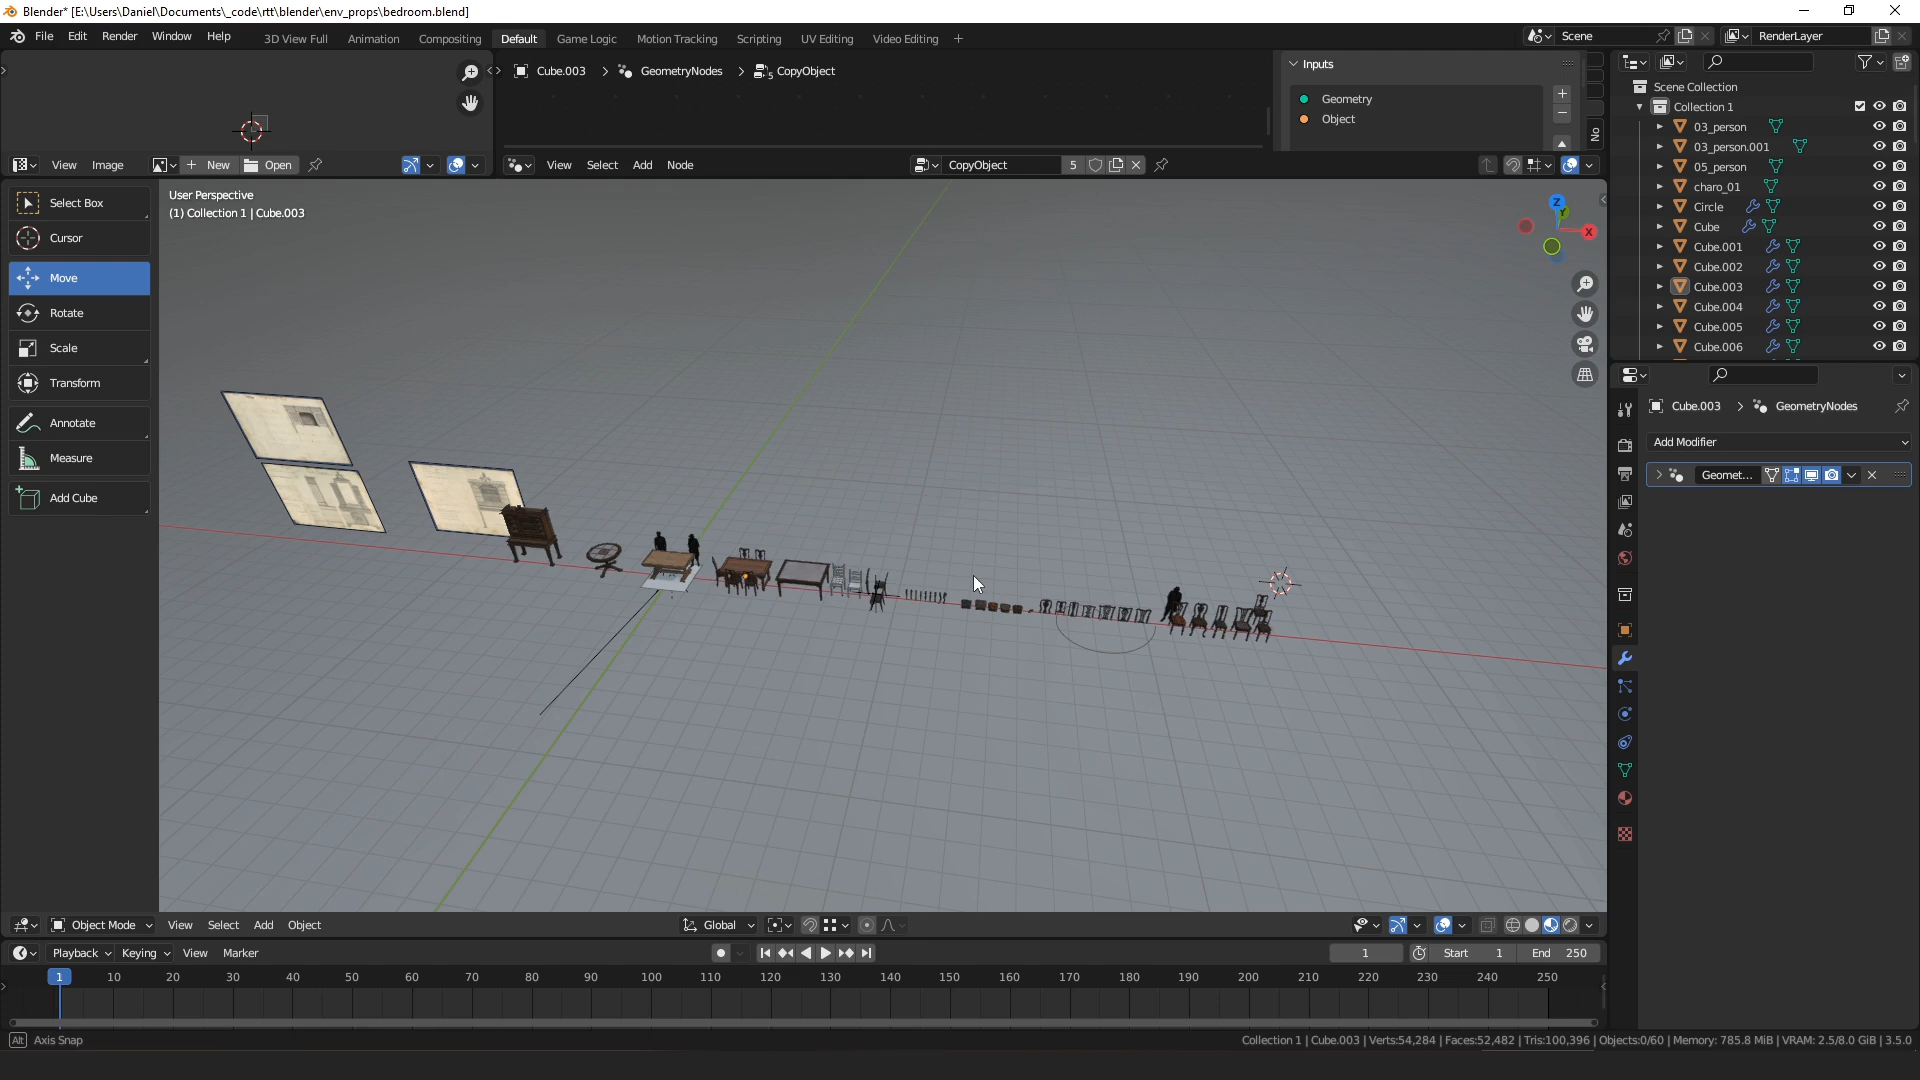 Blender* [E:\Users\Daniel\Documents\_code\rtt\blender\env_props\bedroom.blend]
File Edit Render Window Help 3D View Full Animation Compositing Default Game Logic Motion Tracking Scripting UV Editing Video Editing Scene RenderLayer
Cube.003 > GeometryNodes > CopyObject
Inputs
Geometry
Object
No
View Image New Open
View Select Add Node CopyObject 5
Select Box
Cursor
Move
Rotate
Scale
Transform
Annotate
Measure
Add Cube
User Perspective
(1) Collection 1 | Cube.003
Z
Y
X
Scene Collection
Collection 1
03_person
03_person.001
05_person
charo_01
Circle
Cube
Cube.001
Cube.002
Cube.003
Cube.004
Cube.005
Cube.006
Cube.003 > GeometryNodes
Add Modifier
Geomet...
Object Mode View Select Add Object Global
Playback Keying View Marker 1 Start 1 End 250
1 10 20 30 40 50 60 70 80 90 100 110 120 130 140 150 160 170 180 190 200 210 220 230 240 250
Alt Axis Snap
Collection 1 | Cube.003 | Verts:54,284 | Faces:52,482 | Tris:100,396 | Objects:0/60 | Memory: 785.8 MiB | VRAM: 2.5/8.0 GiB | 3.5.0